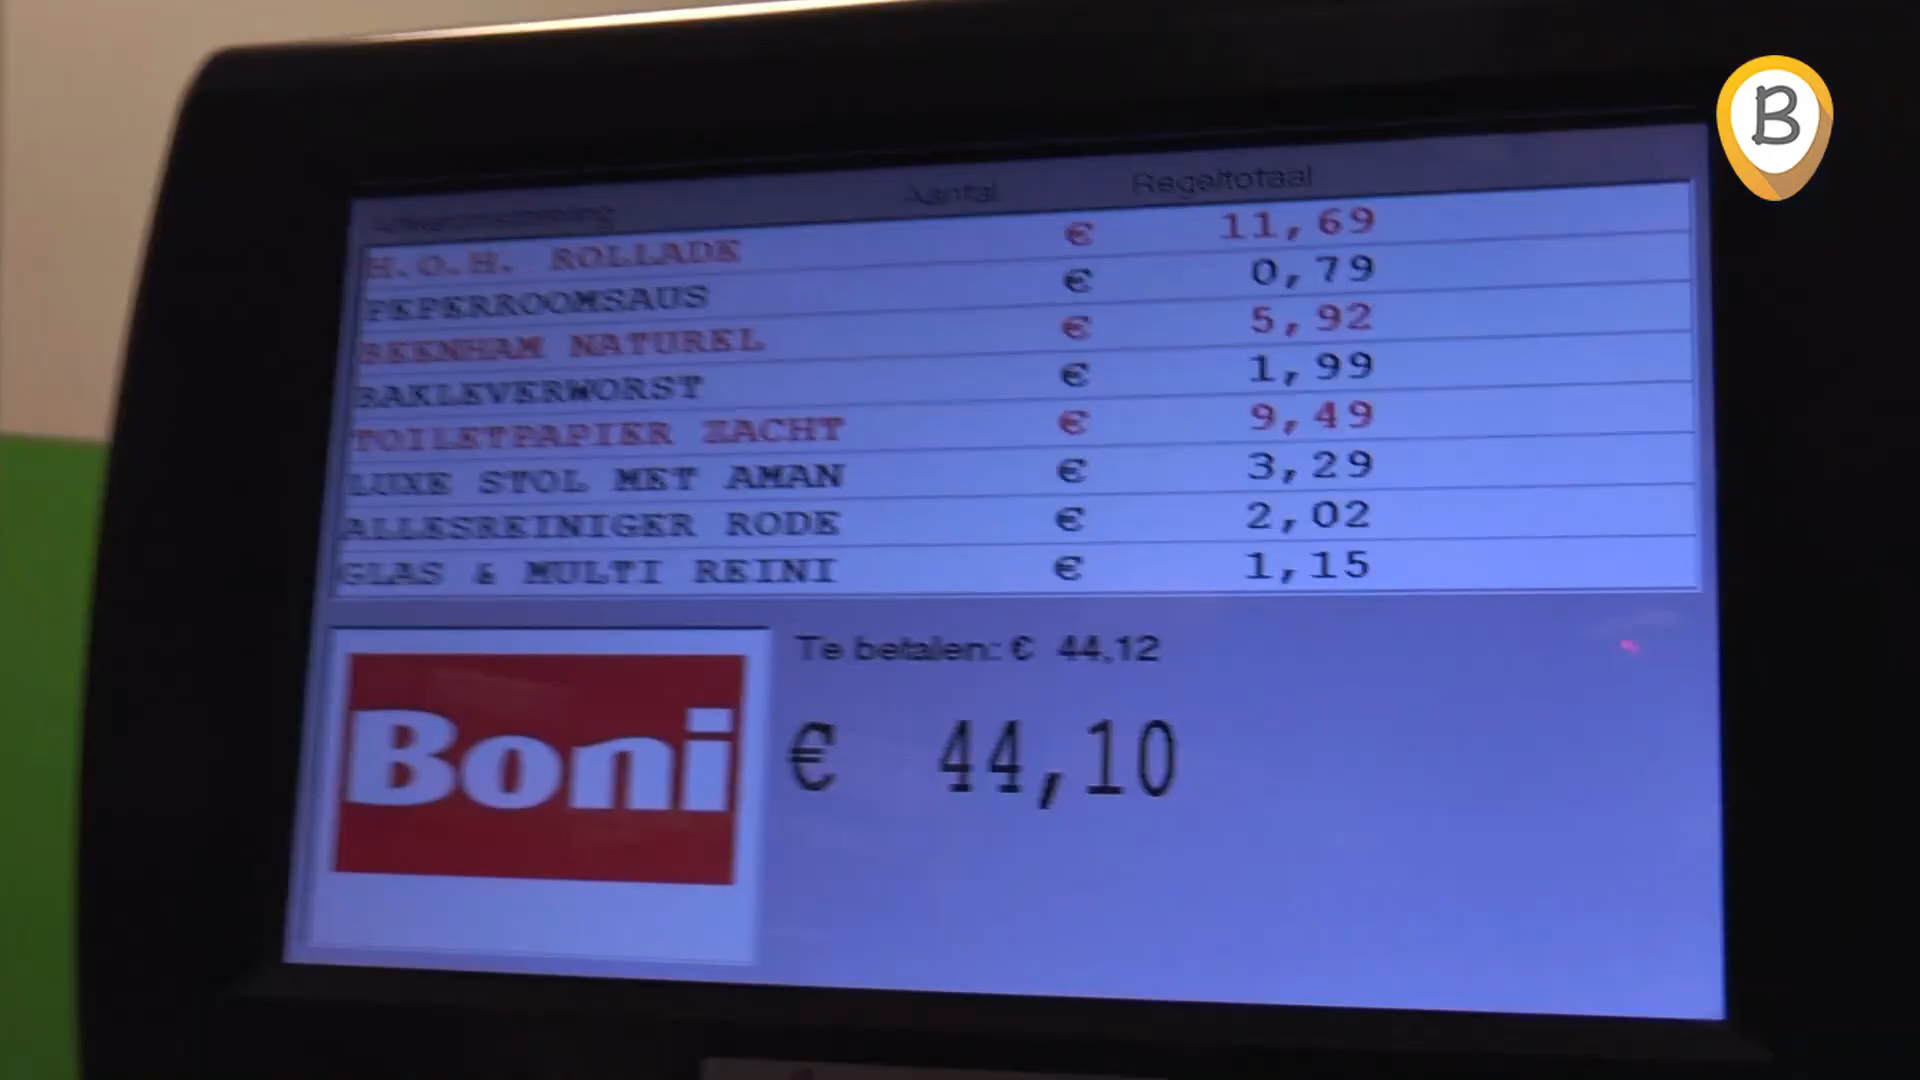 B
Aantal Regeltotaal
H.O.H. ROLLADE € 11,69
PEPERROOMSAUS € 0,79
BEENHAM NATUREL € 5,92
BAKLEVERWORST € 1,99
TOILETPAPIER ZACHT € 9,49
LUXE STOL MET AMAN € 3,29
ALLESREINIGER RODE € 2,02
GLAS & MULTI REINI € 1,15
Te betalen: € 44,12
€ 44,10
Boni